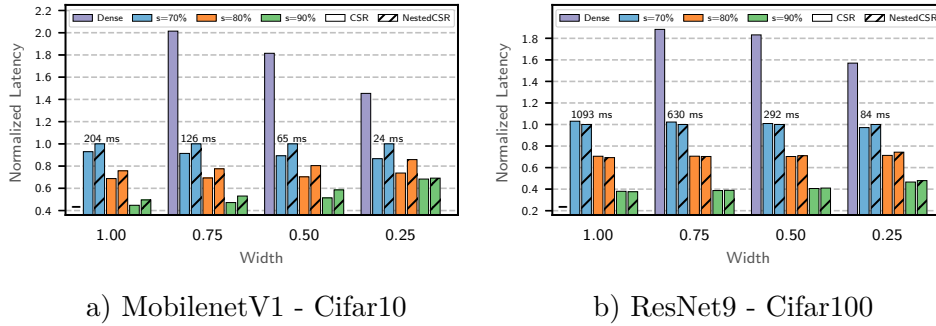 Dense s=70% s=80% s=90% CSR NestedCSR
Normalized Latency
2.2
2.0
1.8
1.6
1.4
1.2
1.0
0.8
0.6
0.4
204 ms 126 ms 65 ms 24 ms
1.00 0.75 0.50 0.25
Width
a) MobilenetV1 - Cifar10
Dense s=70% s=80% s=90% CSR NestedCSR
Normalized Latency
2.0
1.8
1.6
1.4
1.2
1.0
0.8
0.6
0.4
0.2
1093 ms 630 ms 292 ms 84 ms
1.00 0.75 0.50 0.25
Width
b) ResNet9 - Cifar100